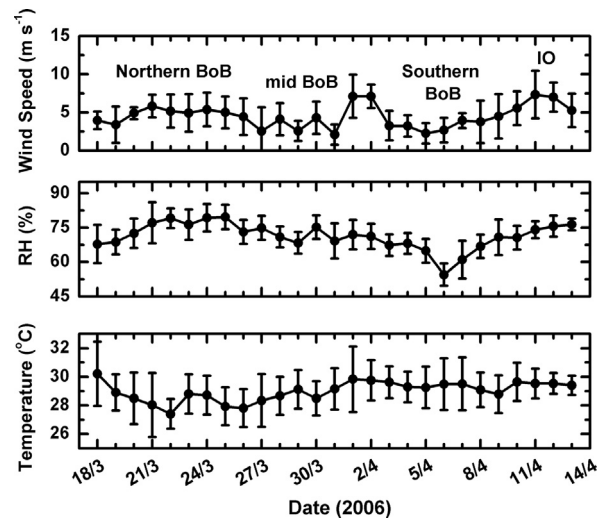 Wind Speed (m s⁻¹)
15
10
5
0
Northern BoB
mid BoB
Southern
BoB
IO
RH (%)
90
75
60
45
Temperature (°C)
32
30
28
26
18/3
21/3
24/3
27/3
30/3
2/4
5/4
8/4
11/4
14/4
Date (2006)